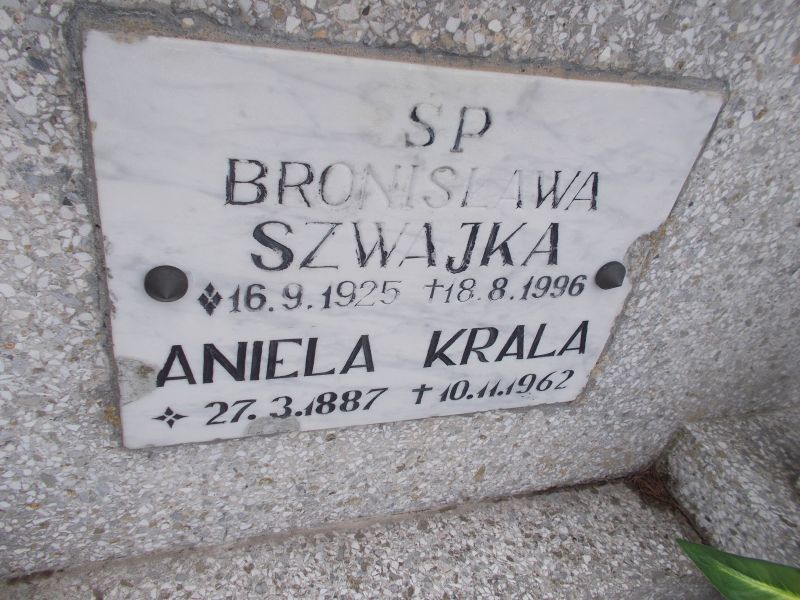 SP
BRONISŁAWA
SZWAJKA
16.9.1925 †18.8.1996
ANIELA KRALA
27.3.1887 †10.11.1962